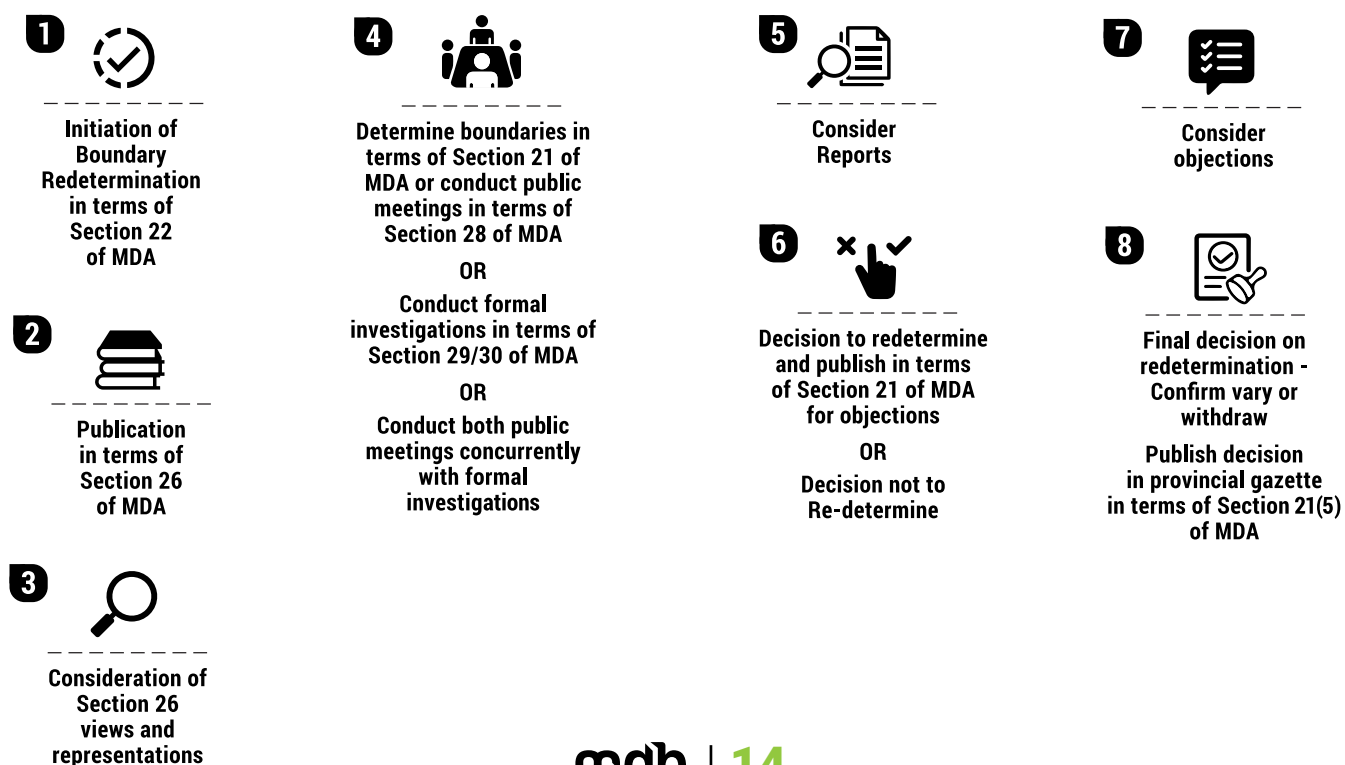 1
Initiation of
Boundary
Redetermination
in terms of
Section 22
of MDA
2
Publication
in terms of
Section 26
of MDA
3
Consideration of
Section 26
views and
representations
4
Determine boundaries in
terms of Section 21 of
MDA or conduct public
meetings in terms of
Section 28 of MDA
OR
Conduct formal
investigations in terms of
Section 29/30 of MDA
OR
Conduct both public
meetings concurrently
with formal
investigations
5
Consider
Reports
6
Decision to redetermine
and publish in terms
of Section 21 of MDA
for objections
OR
Decision not to
Re-determine
7
Consider
objections
8
Final decision on
redetermination -
Confirm vary or
withdraw
Publish decision
in provincial gazette
in terms of Section 21(5)
of MDA
mdb | 14